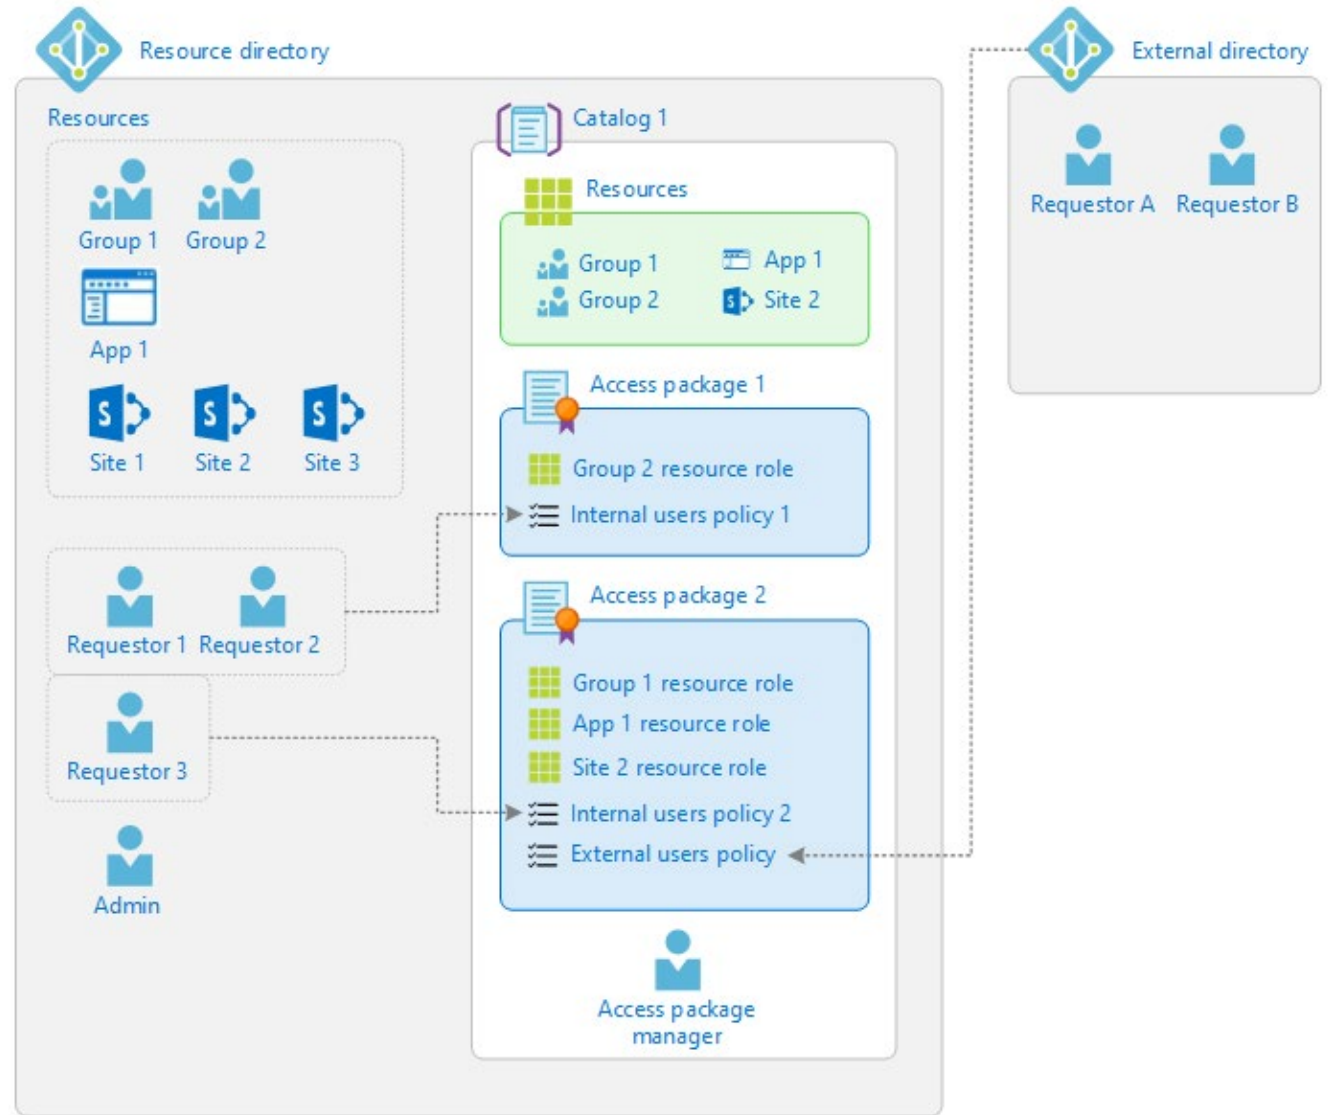 Resource directory
External directory
Resources
Group 1
Group 2
App 1
Site 1
Site 2
Site 3
Requestor 1
Requestor 2
Requestor 3
Admin
Catalog 1
Resources
Group 1
App 1
Group 2
S Site 2
Access package 1
Group 2 resource role
Internal users policy 1
Access package 2
Group 1 resource role
App 1 resource role
Site 2 resource role
Internal users policy 2
External users policy
Access package
manager
Requestor A
Requestor B
S
S
S